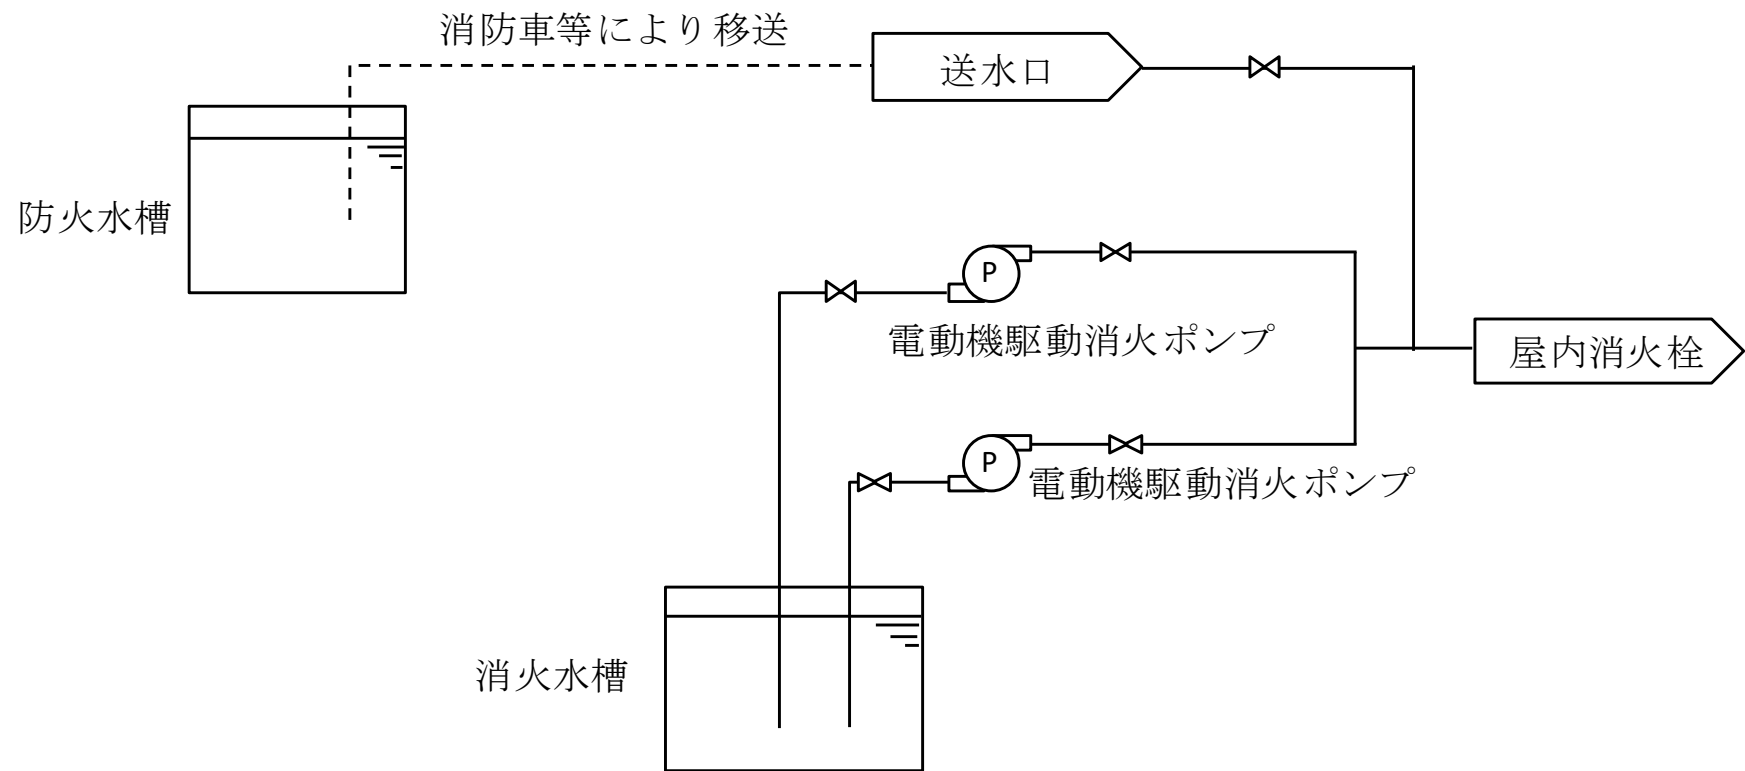 消防車等により移送
送水口
防火水槽
P
電動機駆動消火ポンプ
屋内消火栓
P
電動機駆動消火ポンプ
消火水槽